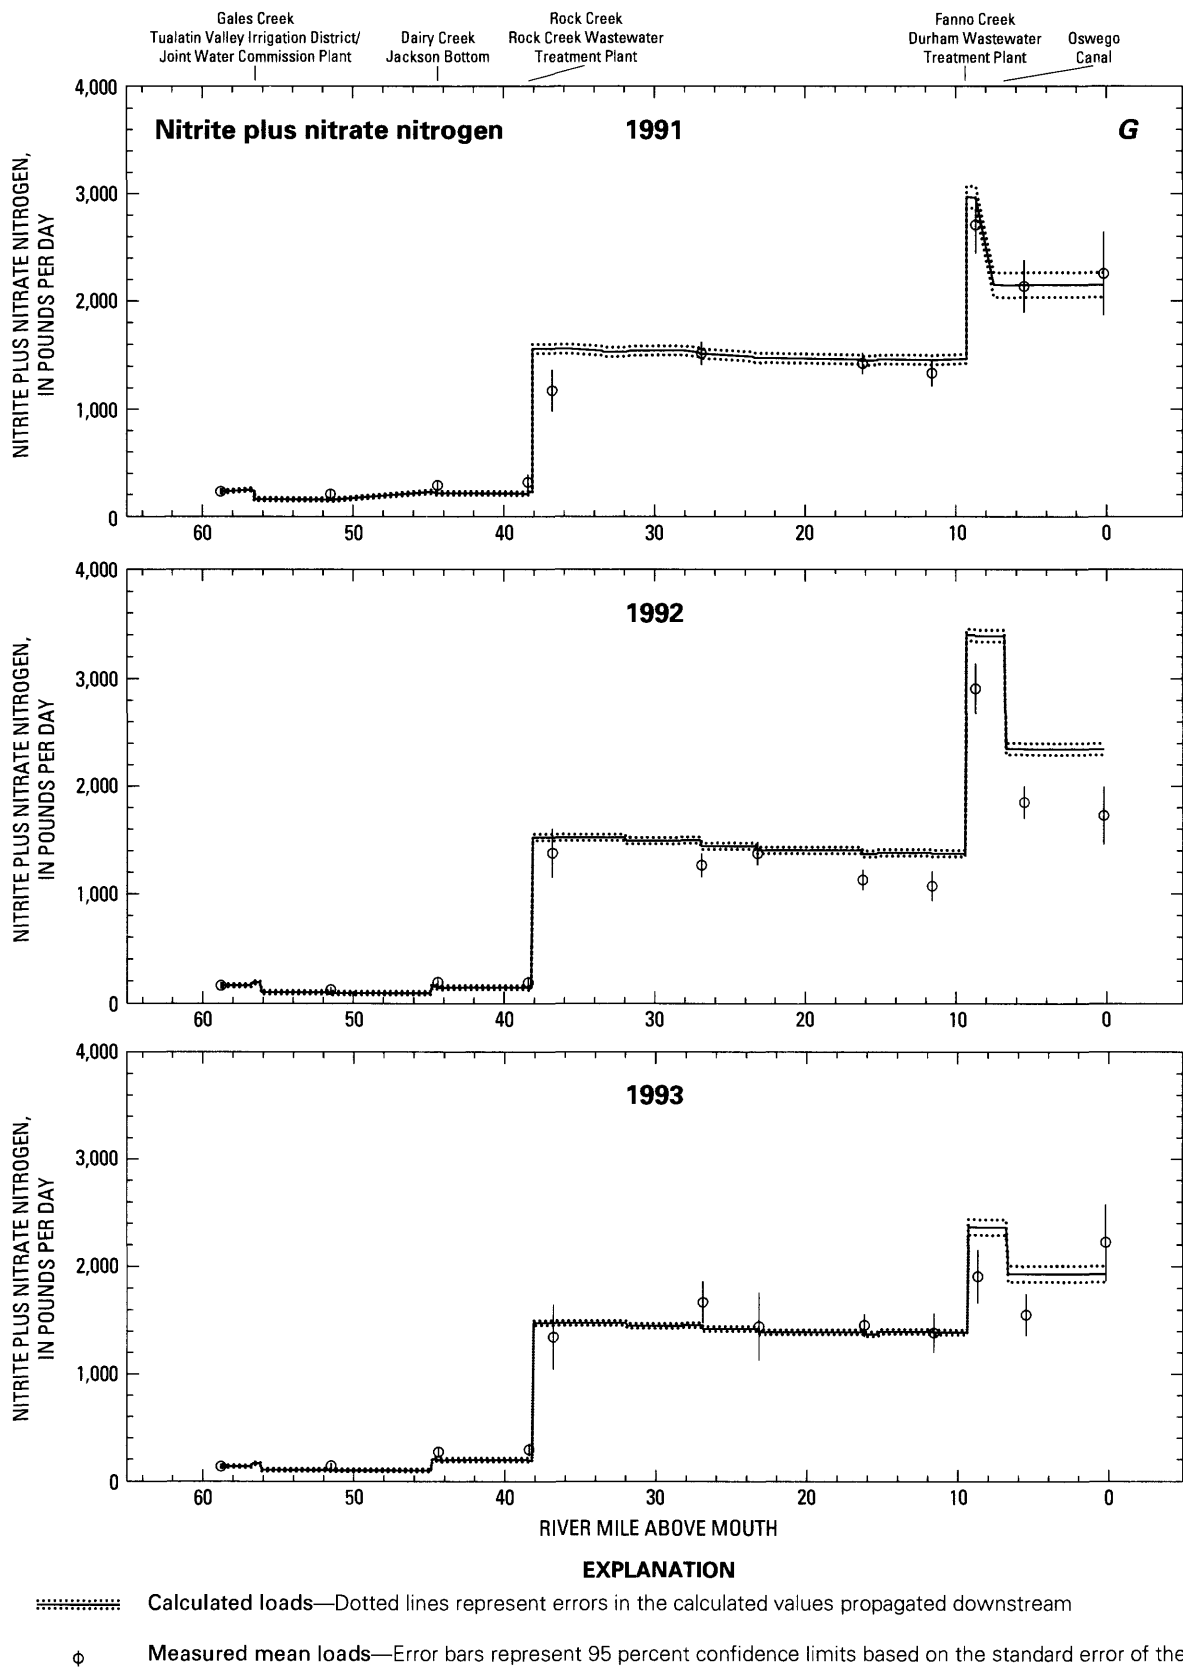 Gales Creek
Tualatin Valley Irrigation District/
Joint Water Commission Plant
Dairy Creek
Jackson Bottom
Rock Creek
Rock Creek Wastewater
Treatment Plant
Fanno Creek
Durham Wastewater
Treatment Plant
Oswego
Canal
Nitrite plus nitrate nitrogen
1991
G
NITRITE PLUS NITRATE NITROGEN,
IN POUNDS PER DAY
4,000
3,000
2,000
1,000
0
60 50 40 30 20 10 0
1992
NITRITE PLUS NITRATE NITROGEN,
IN POUNDS PER DAY
4,000
3,000
2,000
1,000
0
60 50 40 30 20 10 0
1993
NITRITE PLUS NITRATE NITROGEN,
IN POUNDS PER DAY
4,000
3,000
2,000
1,000
0
60 50 40 30 20 10 0
RIVER MILE ABOVE MOUTH
EXPLANATION
Calculated loads—Dotted lines represent errors in the calculated values propagated downstream
Measured mean loads—Error bars represent 95 percent confidence limits based on the standard error of the